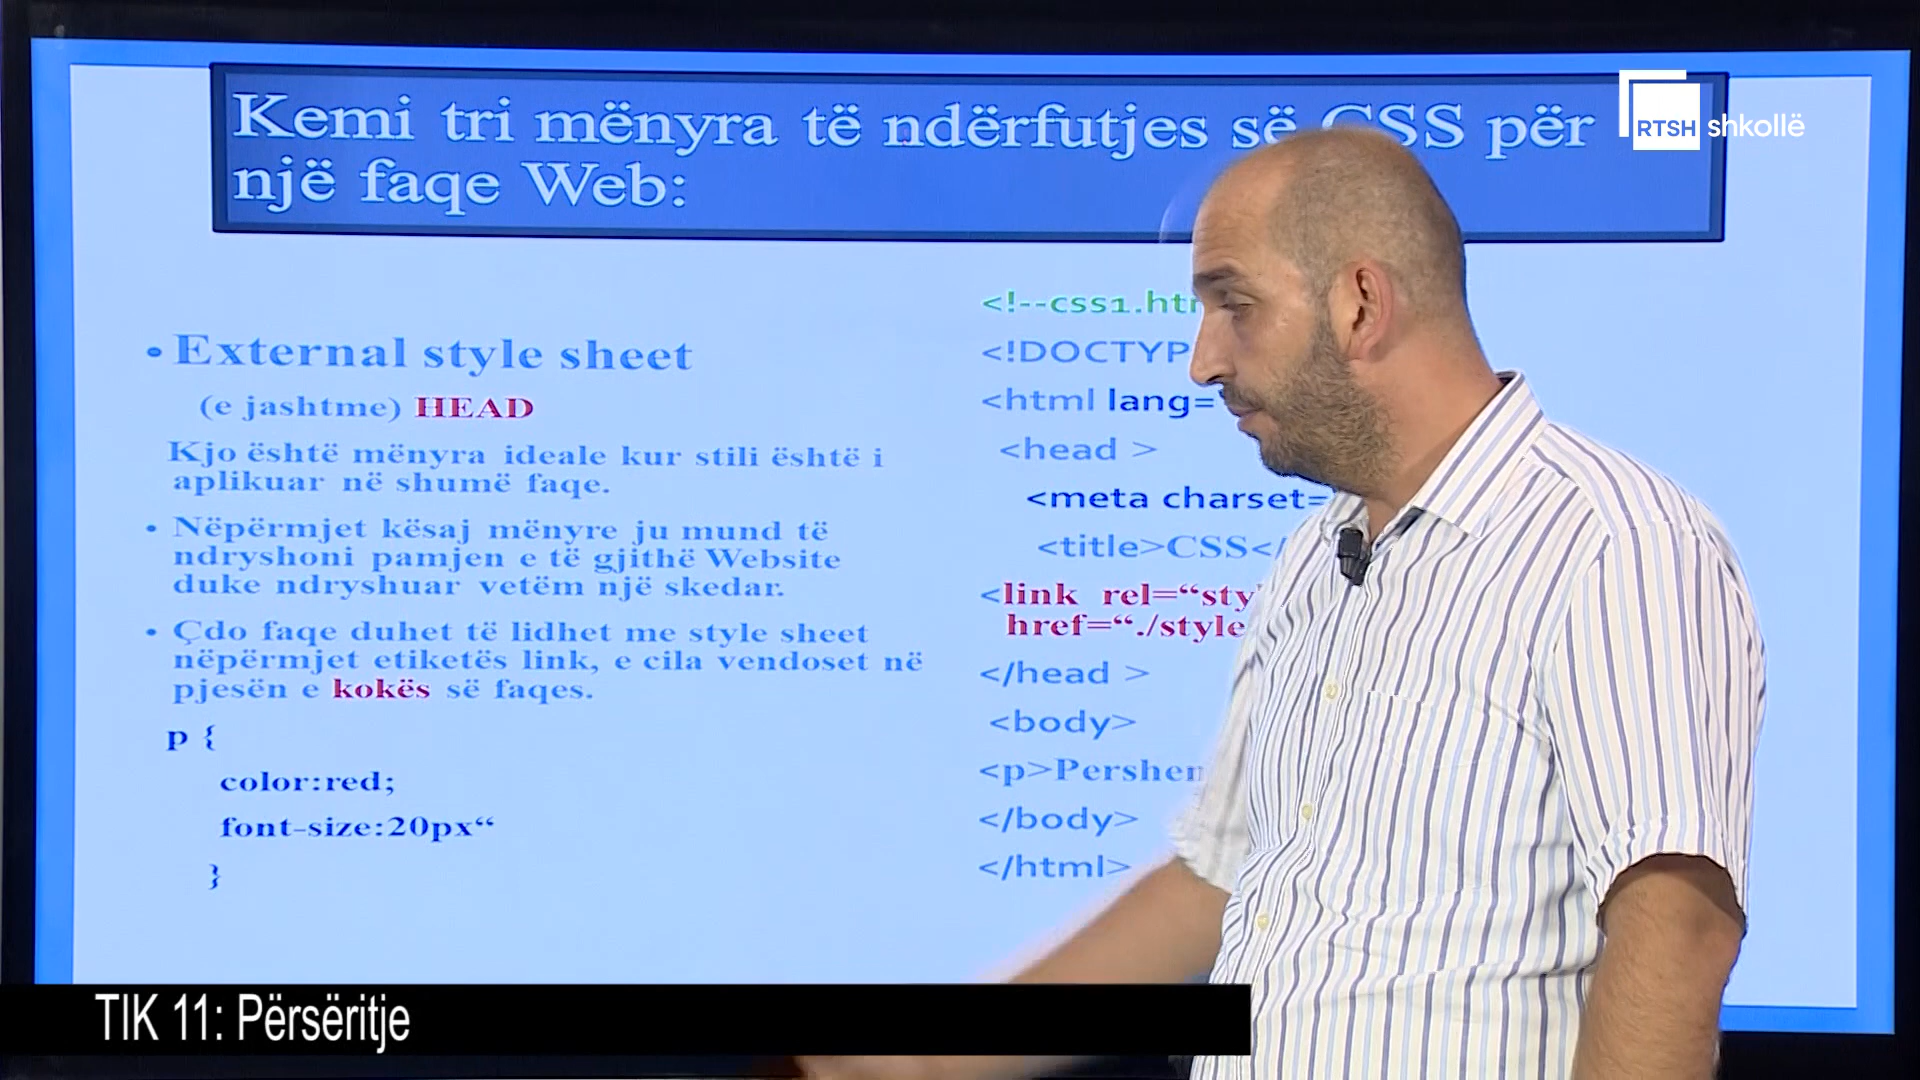 Kemi tri mënyra të ndërfutjes së CSS për
një faqe Web:
RTSH shkollë
• External style sheet
(e jashtme) HEAD
Kjo është mënyra ideale kur stili është i
aplikuar në shumë faqe.
• Nëpërmjet kësaj mënyre ju mund të
ndryshoni pamjen e të gjithë Website
duke ndryshuar vetëm një skedar.
• Çdo faqe duhet të lidhet me style sheet
nëpërmjet etiketës link, e cila vendoset në
pjesën e kokës së faqes.
p {
color:red;
font-size:20px“
}
<!--css1.ht
<!DOCTYP
<html lang=
<head >
<meta charset=
<title>CSS</
<link rel=“sty
href=“./style
</head >
<body>
<p>Pershen
</body>
</html>
TIK 11: Përsëritje